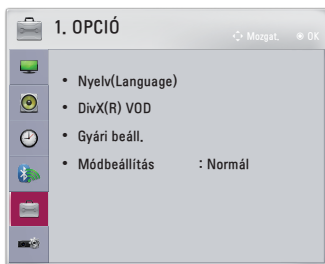 1. OPCIÓ
Mozgat. OK
• Nyelv(Language)
• DivX(R) VOD
• Gyári beáll.
• Módbeállítás : Normál